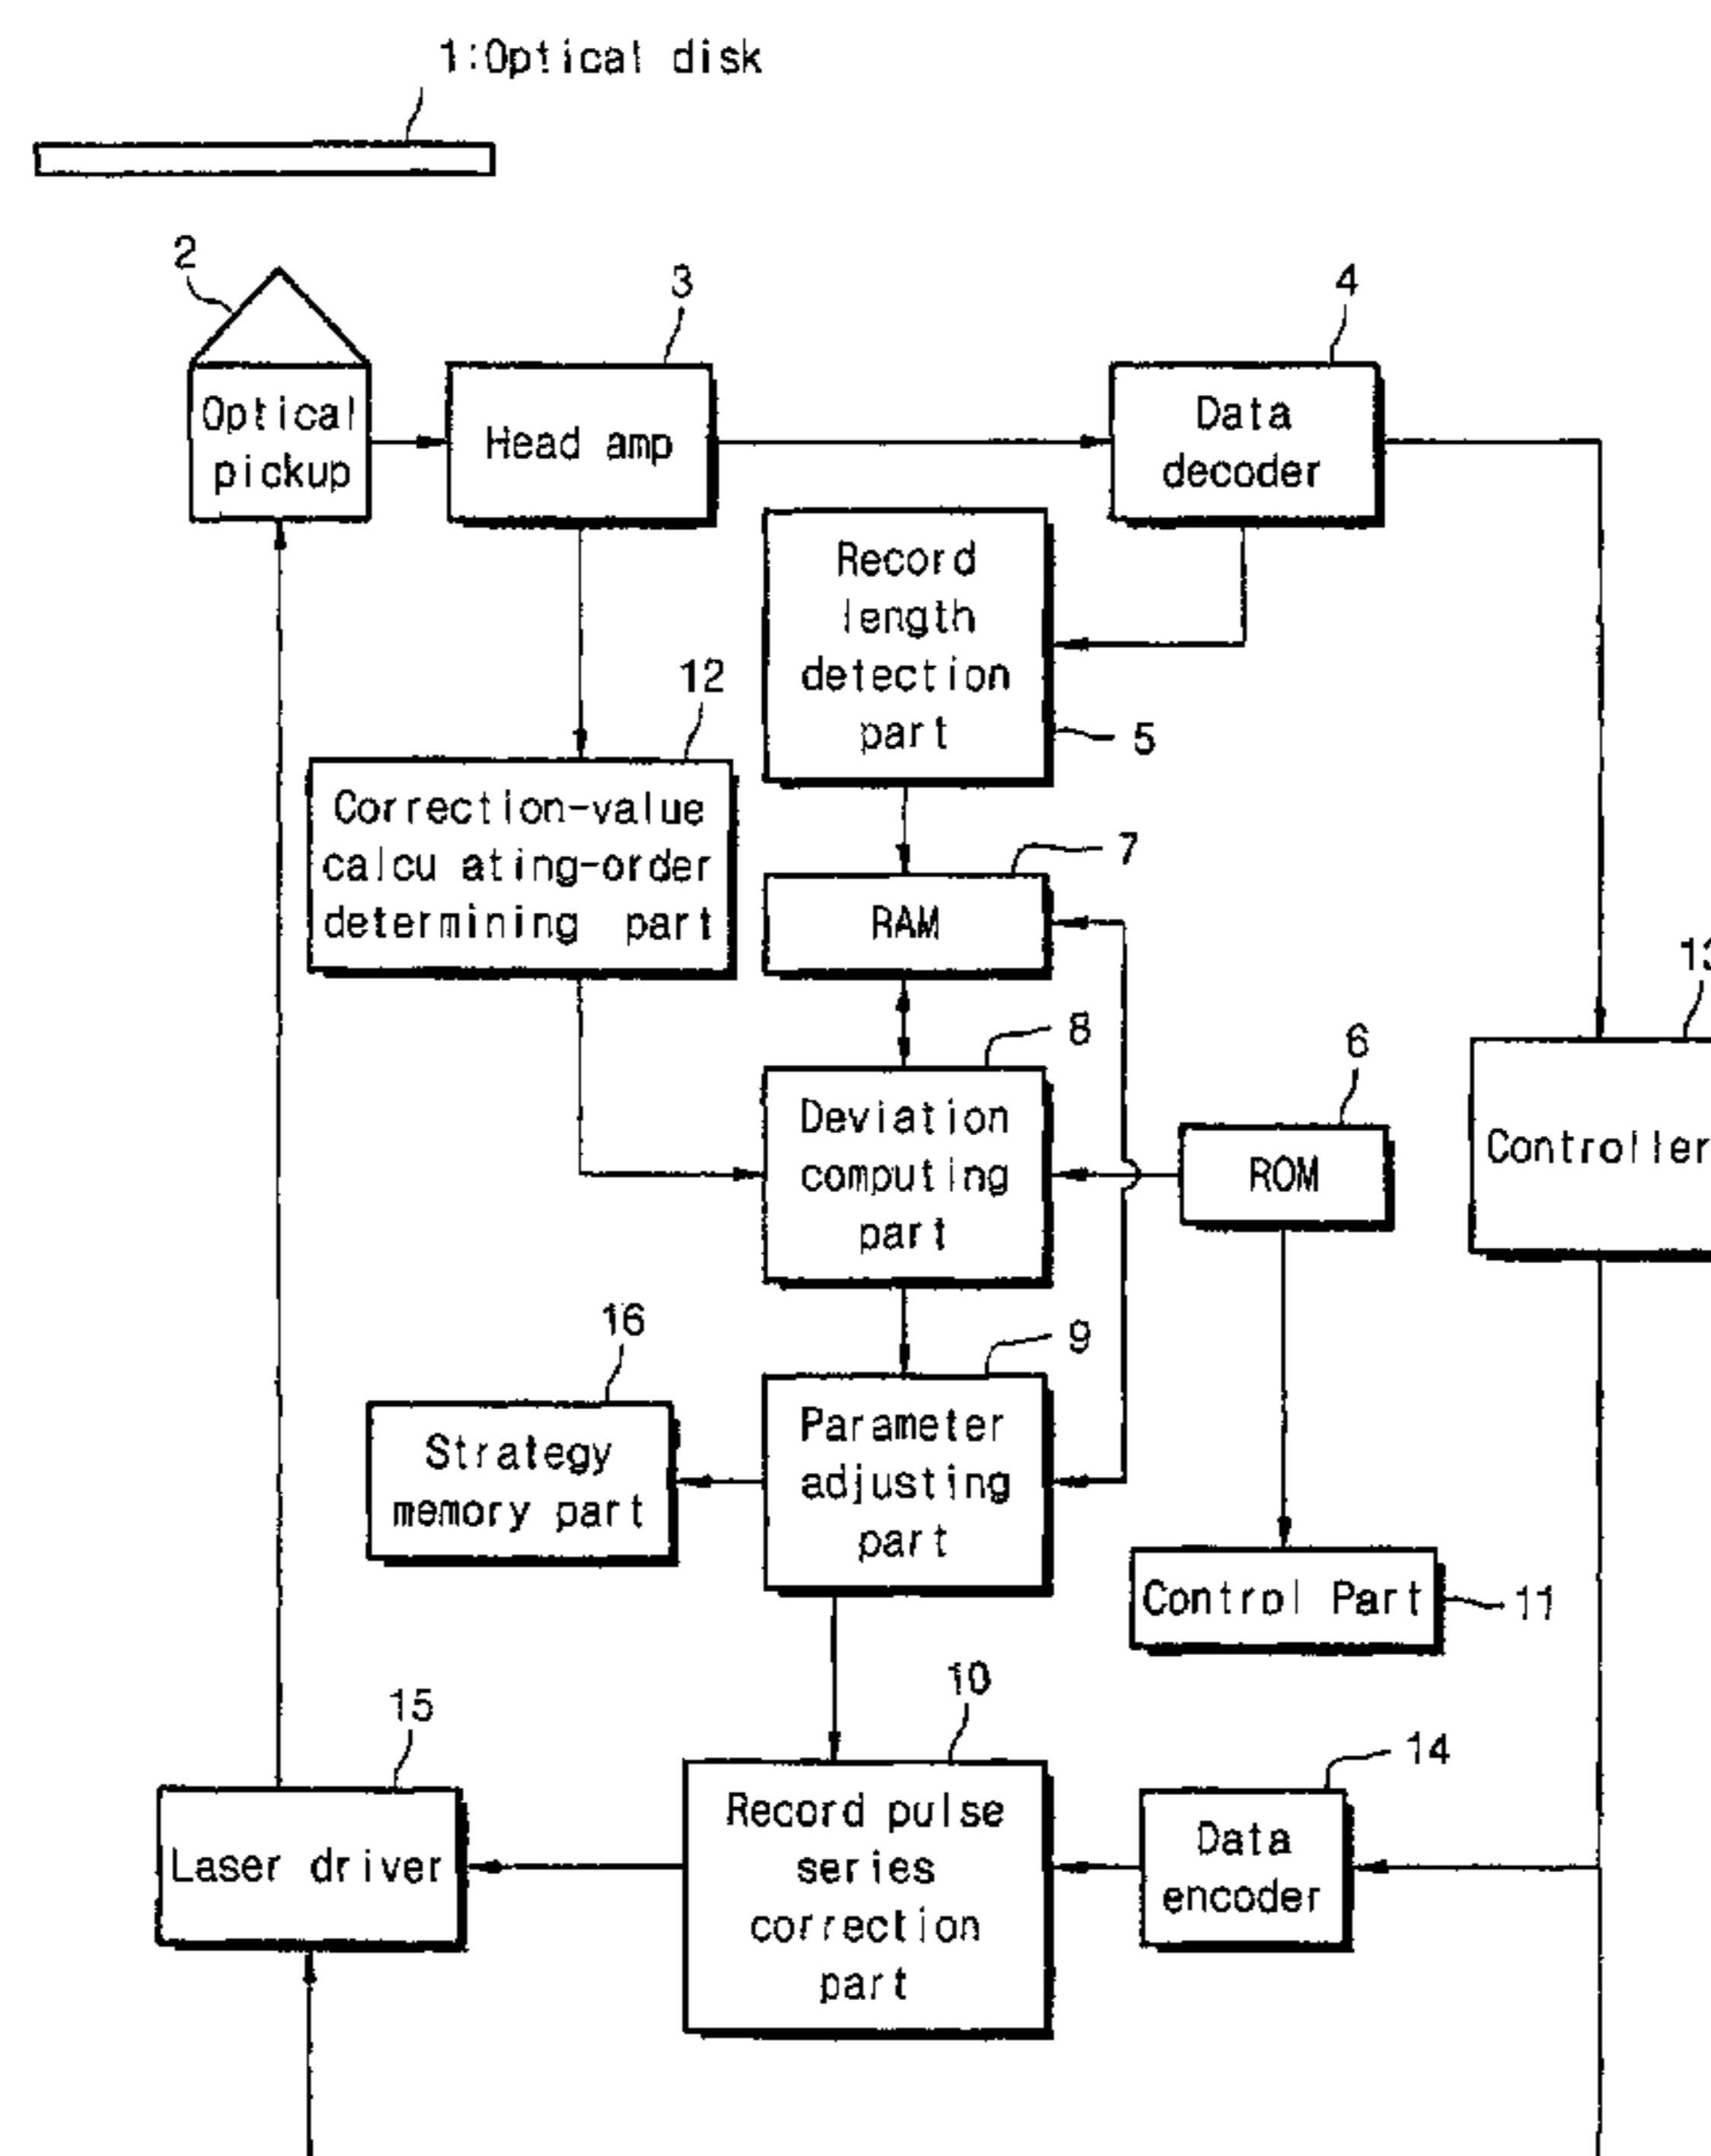 1:Optical disk
2
3
4
Optical
pickup
Head amp
Data
decoder
Record
length
detection
part
5
12
Correction-value
calcu ating-order
determining part
7
RAM
13
8
Deviation
computing
part
6
ROM
Controller
16
Strategy
memory part
9
Parameter
adjusting
part
Control Part
11
10
15
14
Laser driver
Record pulse
series
correction
part
Data
encoder